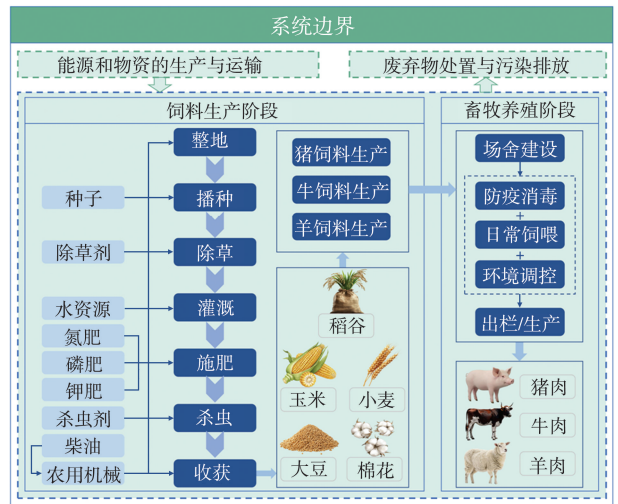 系统边界
能源和物资的生产与运输
废弃物处置与污染排放
饲料生产阶段
种子
除草剂
水资源
氮肥
磷肥
钾肥
杀虫剂
柴油
农用机械
整地
播种
除草
灌溉
施肥
杀虫
收获
猪饲料生产
牛饲料生产
羊饲料生产
稻谷
玉米
小麦
大豆
棉花
畜牧养殖阶段
场舍建设
防疫消毒
+
日常饲喂
+
环境调控
出栏/生产
猪肉
牛肉
羊肉